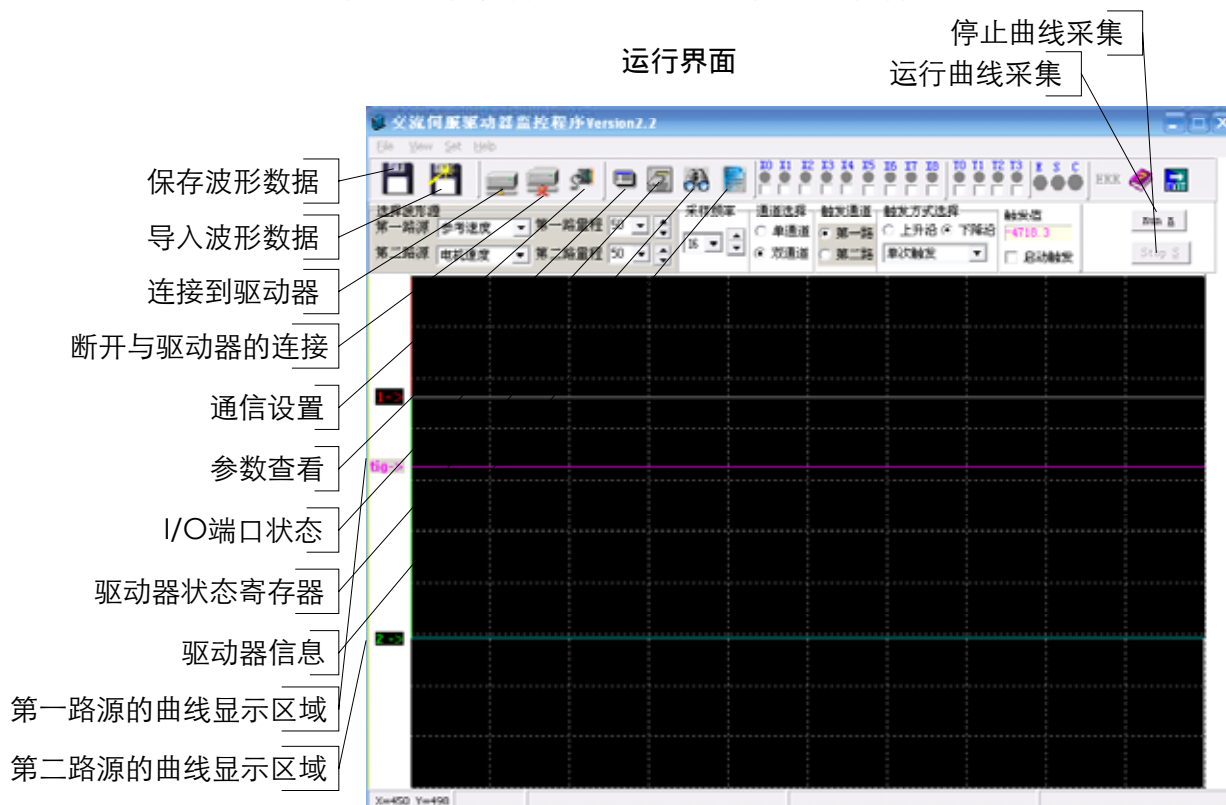 停止曲线采集
运行界面
运行曲线采集
交流伺服驱动器监控程序Version2.2
File View Set Help
保存波形数据
导入波形数据
连接到驱动器
断开与驱动器的连接
通信设置
参数查看
I/O端口状态
驱动器状态寄存器
驱动器信息
第一路源的曲线显示区域
第二路源的曲线显示区域
X0 X1 X2 X3 X4 X5 X6 X7 X8 Y0 Y1 Y2 Y3 R S C
ERR
选择波形源 采样频率 通道选择 触发通道 触发方式选择 触发值
第一路源 参考速度 第一路量程 50 单通道 第一路 上升沿 下降沿 -4718.3 Run R
第二路源 电机速度 第二路量程 50 16 双通道 第二路 单次触发 启动触发 Stop S
1->
tig->
2->
X=450 Y=498